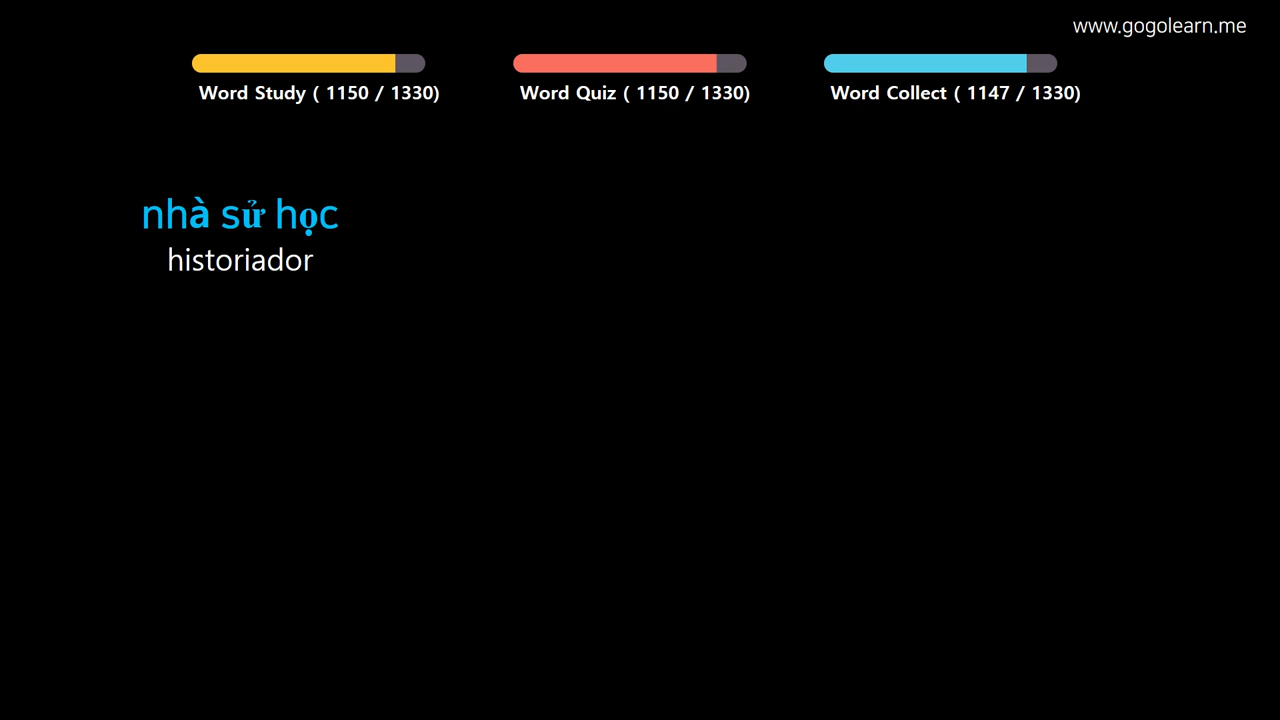 www.gogolearn.me
Word Study ( 1150 / 1330)
Word Quiz ( 1150 / 1330)
Word Collect ( 1147 / 1330)
nhà sử học
historiador